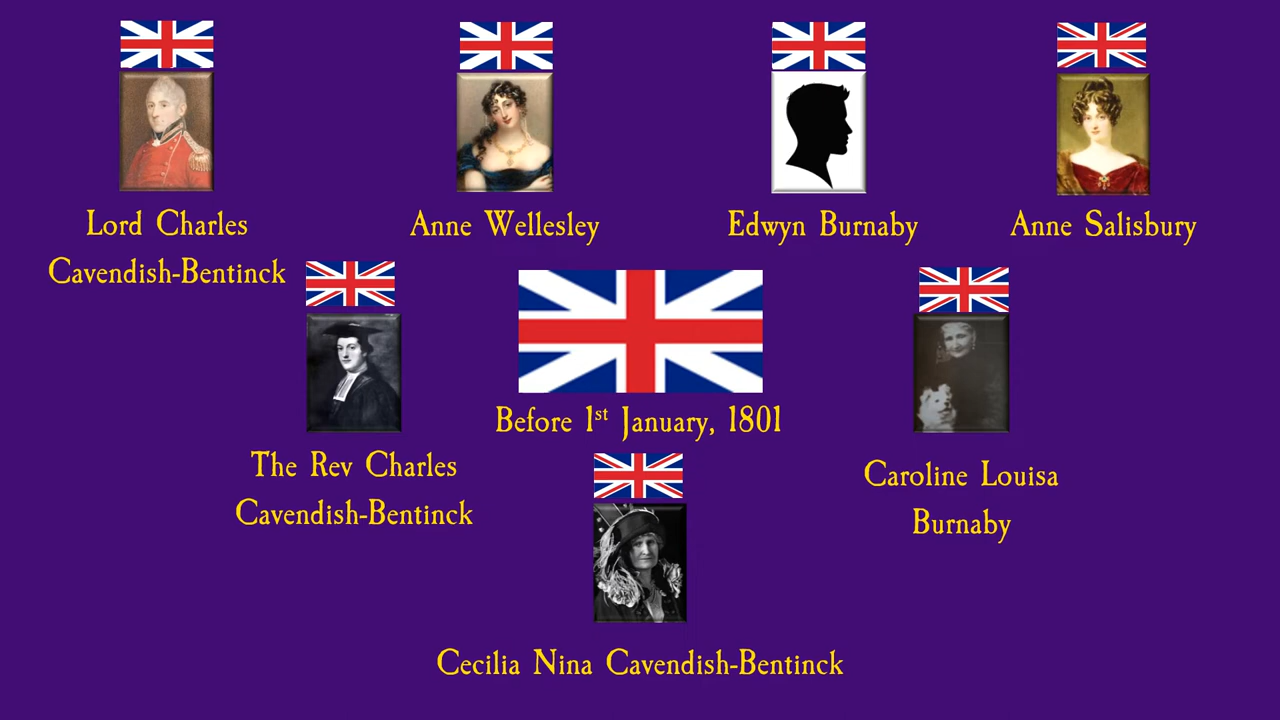 Lord Charles
Cavendish-Bentinck
Anne Wellesley
Edwyn Burnaby
Anne Salisbury
Before 1st January, 1801
The Rev Charles
Cavendish-Bentinck
Caroline Louisa
Burnaby
Cecilia Nina Cavendish-Bentinck